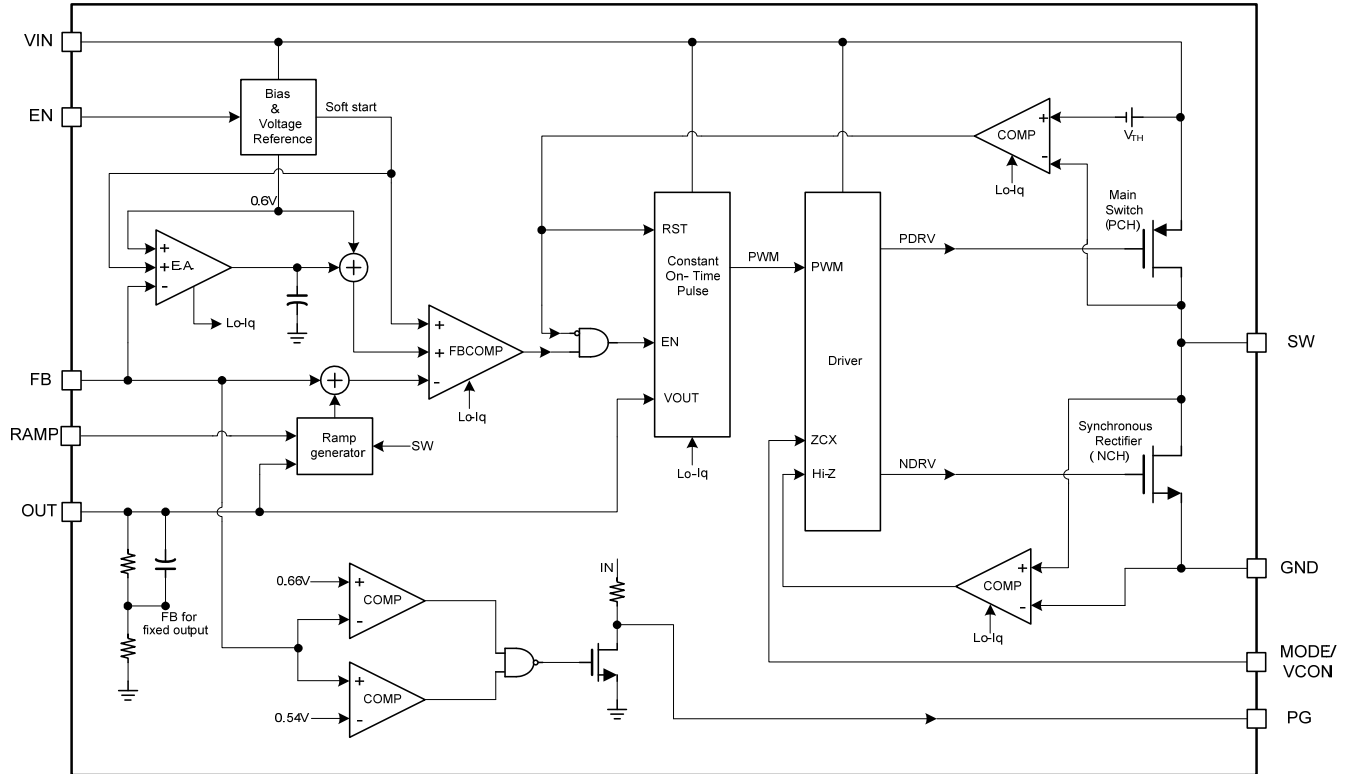 VIN
EN
Bias
&
Voltage
Reference
Soft start
0.6V
+
+
-
E.A.
Lo-Iq
+
FB
+
RAMP
Ramp
generator
SW
OUT
FB for
fixed output
+
+
-
FBCOMP
Lo-Iq
RST
Constant
On- Time
Pulse
EN
VOUT
Lo-Iq
PWM
PWM
Driver
ZCX
Hi-Z
PDRV
NDRV
COMP
+
-
VTH
Lo-Iq
Main
Switch
(PCH)
Synchronous
Rectifier
( NCH)
COMP
+
-
Lo-Iq
0.66V
+
-
COMP
+
-
COMP
0.54V
IN
SW
GND
MODE/
VCON
PG